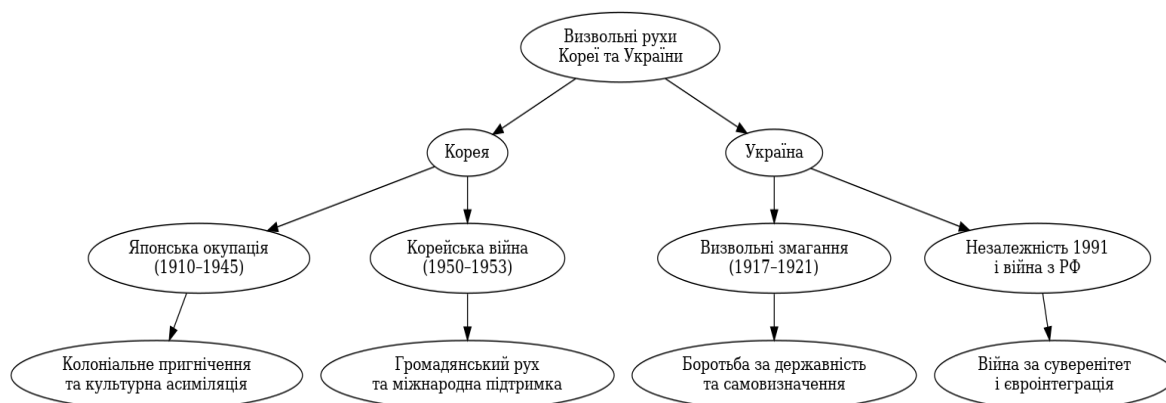 Визвольні рухи
Кореї та України
Корея
Україна
Японська окупація
(1910–1945)
Корейська війна
(1950–1953)
Визвольні змагання
(1917–1921)
Незалежність 1991
і війна з РФ
Колоніальне пригнічення
та культурна асиміляція
Громадянський рух
та міжнародна підтримка
Боротьба за державність
та самовизначення
Війна за суверенітет
і євроінтеграція